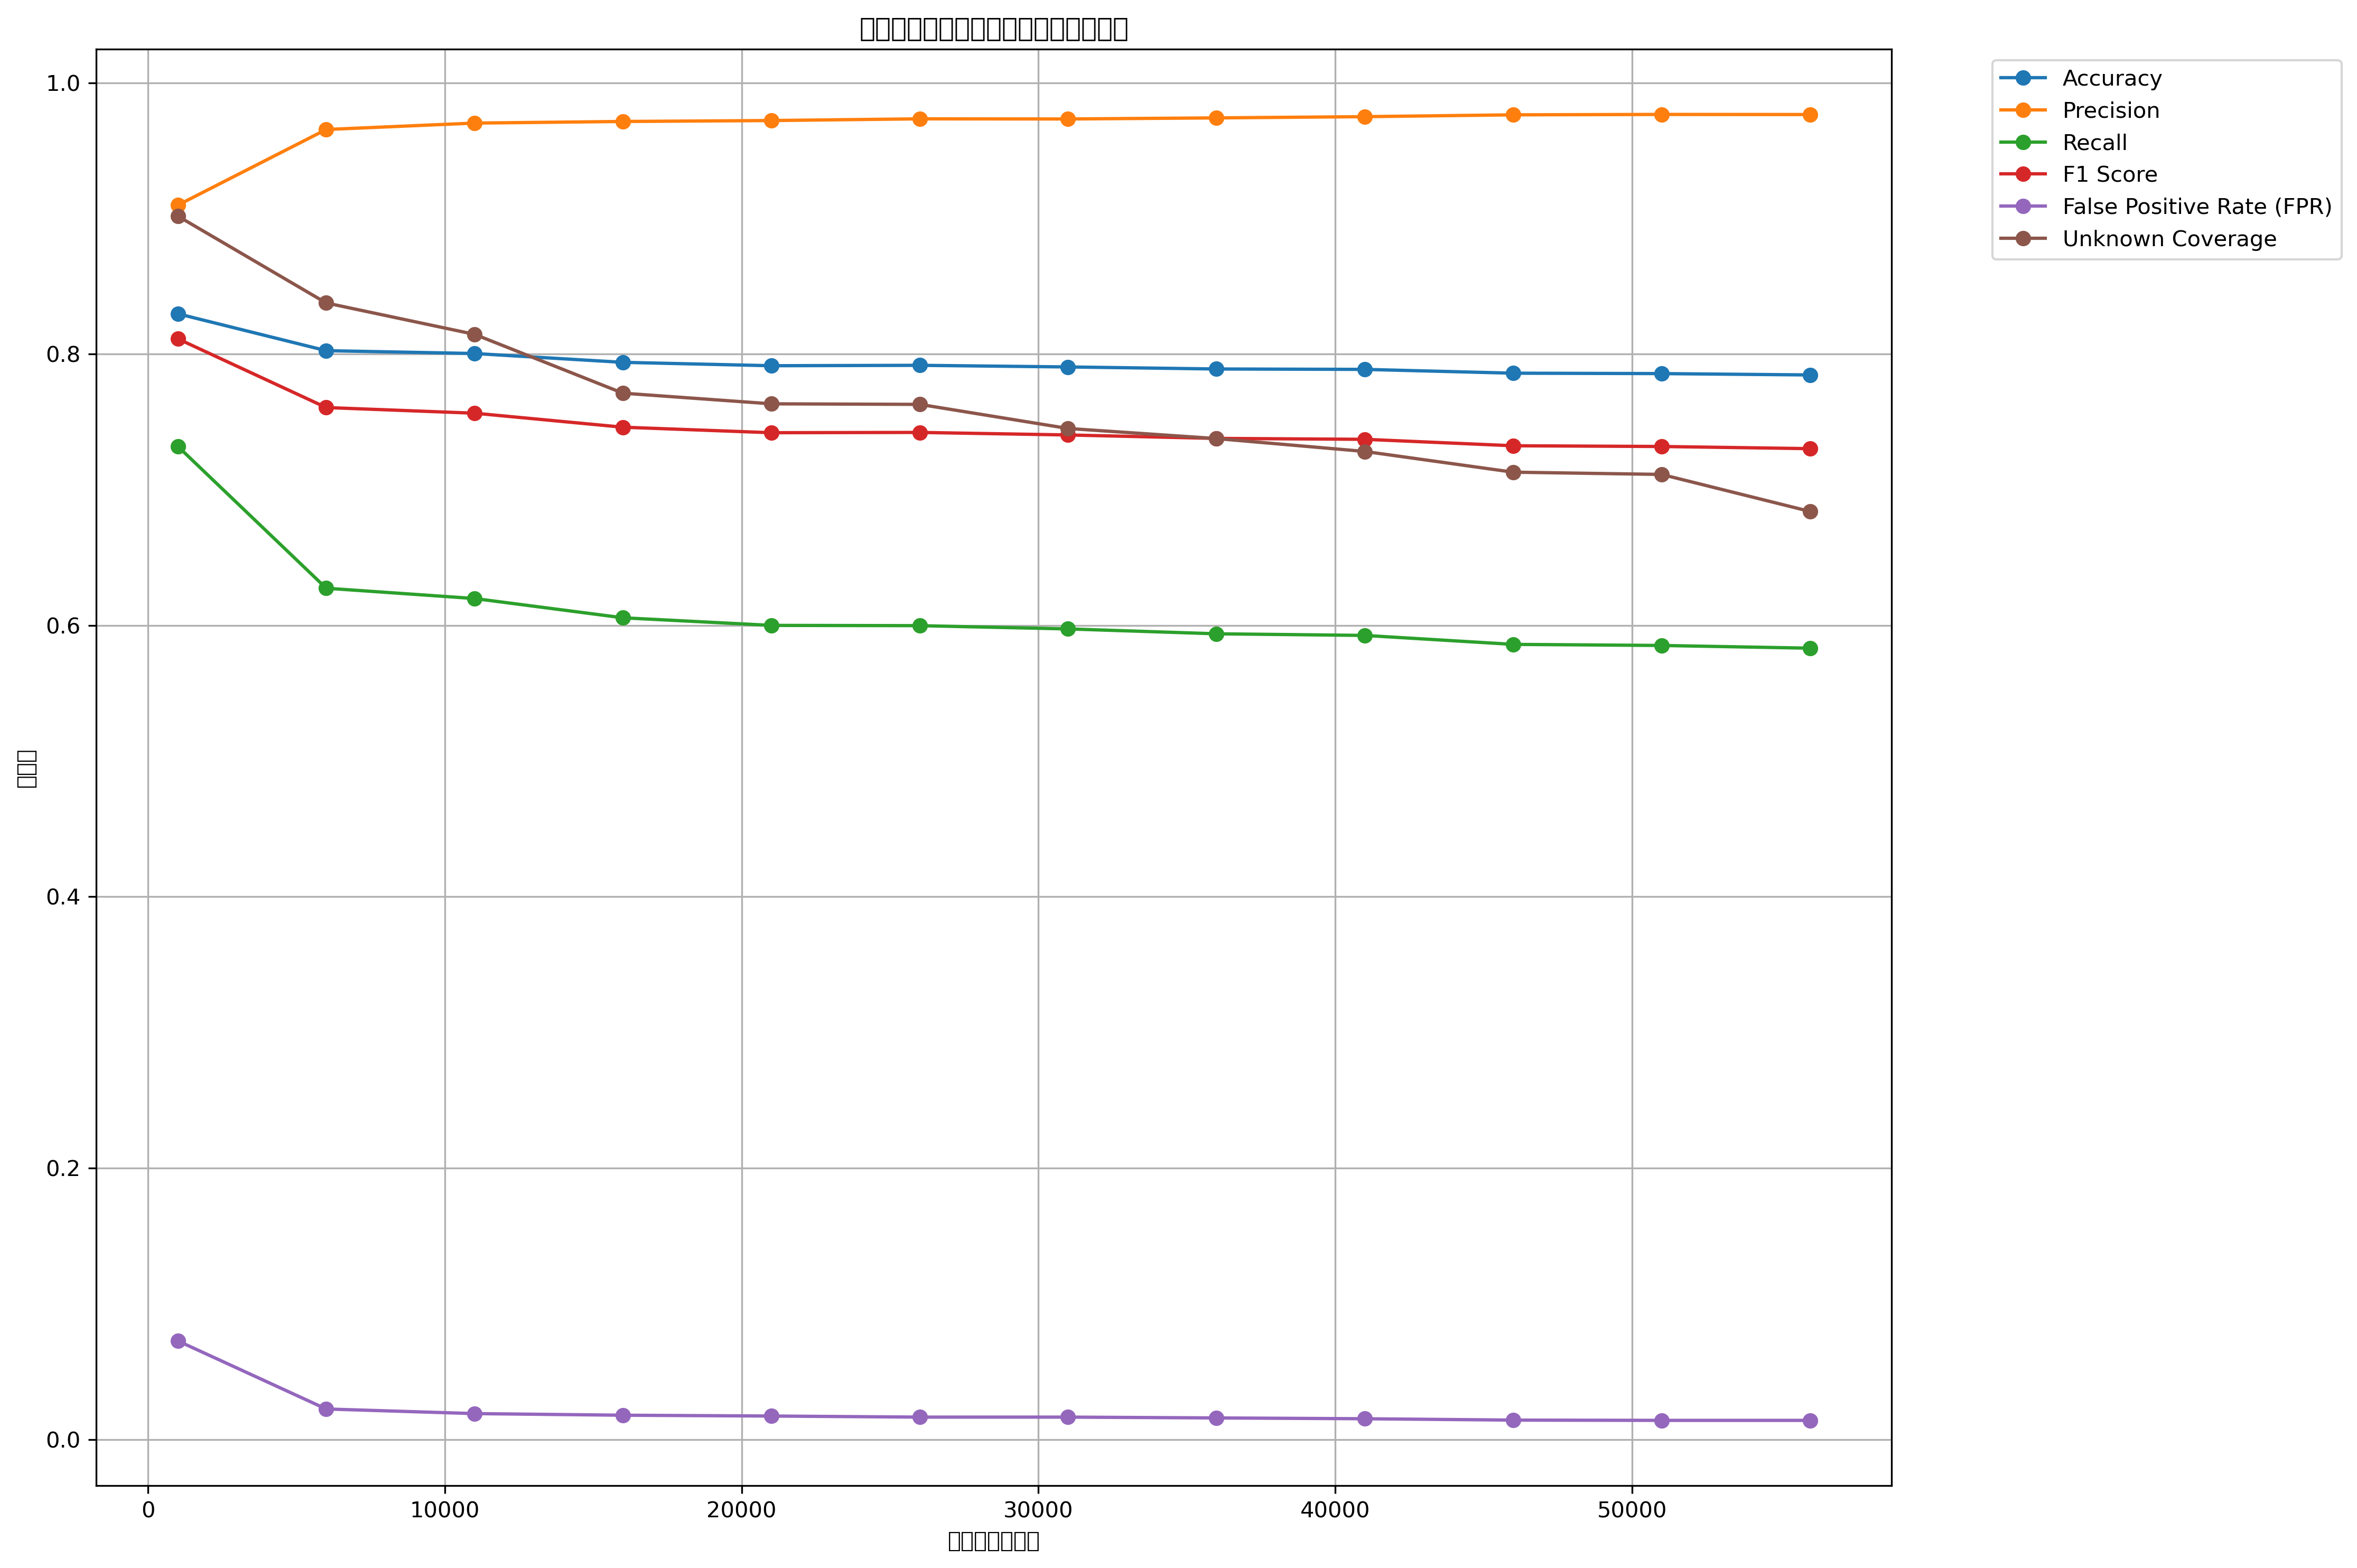 1.0
0.8
0.6
0.4
0.2
0.0
0
10000
20000
30000
40000
50000
Accuracy
Precision
Recall
F1 Score
False Positive Rate (FPR)
Unknown Coverage